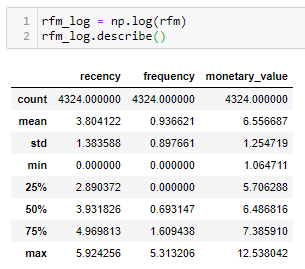 1 rfm_log = np.log(rfm)
2 rfm_log.describe()
recency frequency monetary_value
count 4324.000000 4324.000000 4324.000000
mean 3.804122 0.936621 6.556687
std 1.383588 0.897661 1.254719
min 0.000000 0.000000 1.064711
25% 2.890372 0.000000 5.706288
50% 3.931826 0.693147 6.486816
75% 4.969813 1.609438 7.385910
max 5.924256 5.313206 12.538042